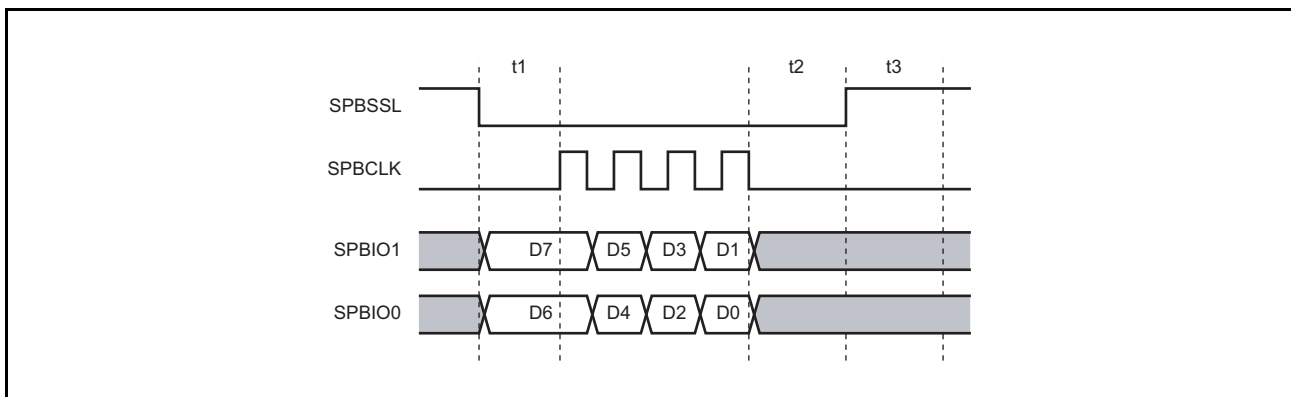 t1 t2 t3
SPBSSL
SPBCLK
SPBIO1 D7 D5 D3 D1
SPBIO0 D6 D4 D2 D0